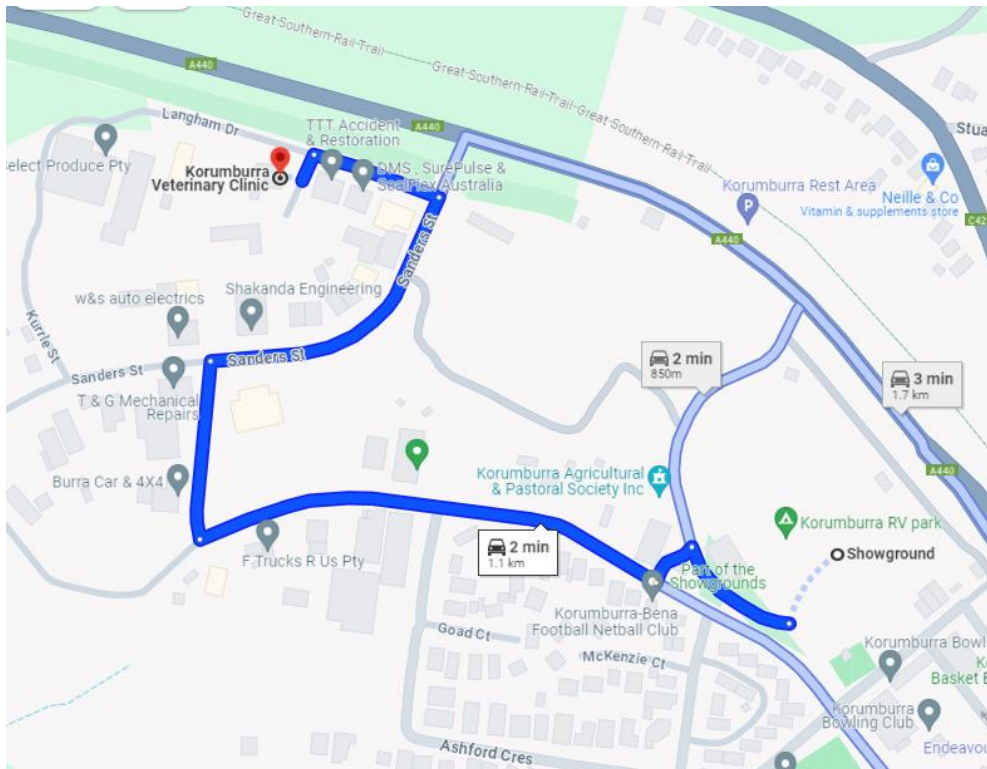 Great Southern Rail Trail
A440
Great Southern Rail Trail
Great Southern Rail Trail
Langham Dr
TTT Accident
& Restoration
A440
Select Produce Pty
Korumburra
Veterinary Clinic
DMS , SurePulse &
SealFlex Australia
Korumburra Rest Area
P
Neille & Co
Vitamin & supplements store
A440
Sanders St
Shakanda Engineering
w&s auto electrics
Kurrle St
Sanders St
Sanders St
2 min
850m
3 min
1.7 km
T & G Mechanical
Repairs
A440
Burra Car & 4X4
Korumburra Agricultural
& Pastoral Society Inc
Korumburra RV park
Showground
2 min
1.1 km
F Trucks R Us Pty
Part of the
Showgrounds
Korumburra-Bena
Football Netball Club
Goad Ct
McKenzie Ct
Korumburra Bowl
Basket
Korumburra
Bowling Club
Ashford Cres
Endeavou